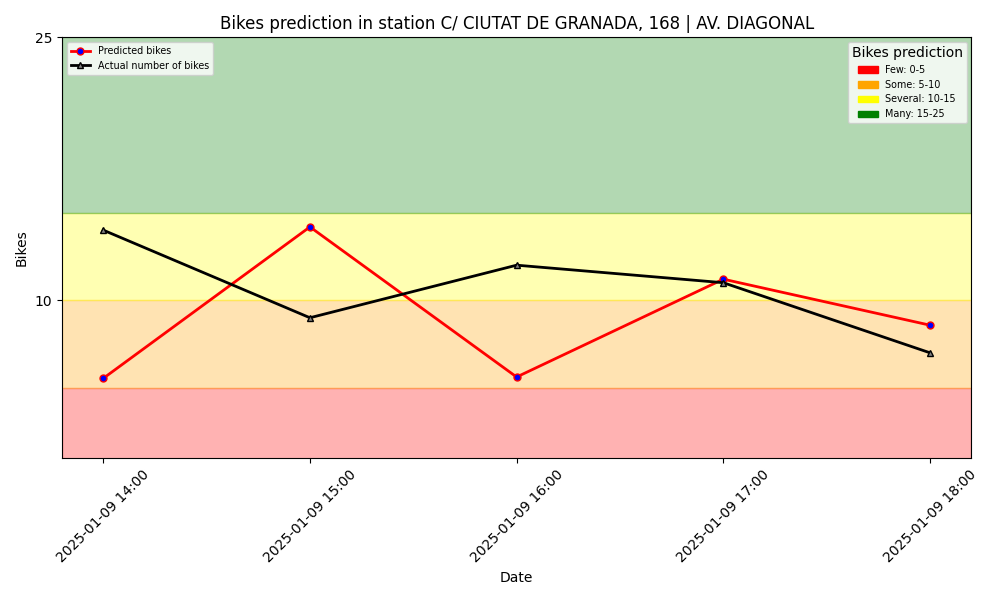 Bikes prediction in station C/ CIUTAT DE GRANADA, 168 | AV. DIAGONAL
25
10
Bikes
Predicted bikes
Actual number of bikes
Bikes prediction
Few: 0-5
Some: 5-10
Several: 10-15
Many: 15-25
2025-01-09 14:00
2025-01-09 15:00
2025-01-09 16:00
2025-01-09 17:00
2025-01-09 18:00
Date